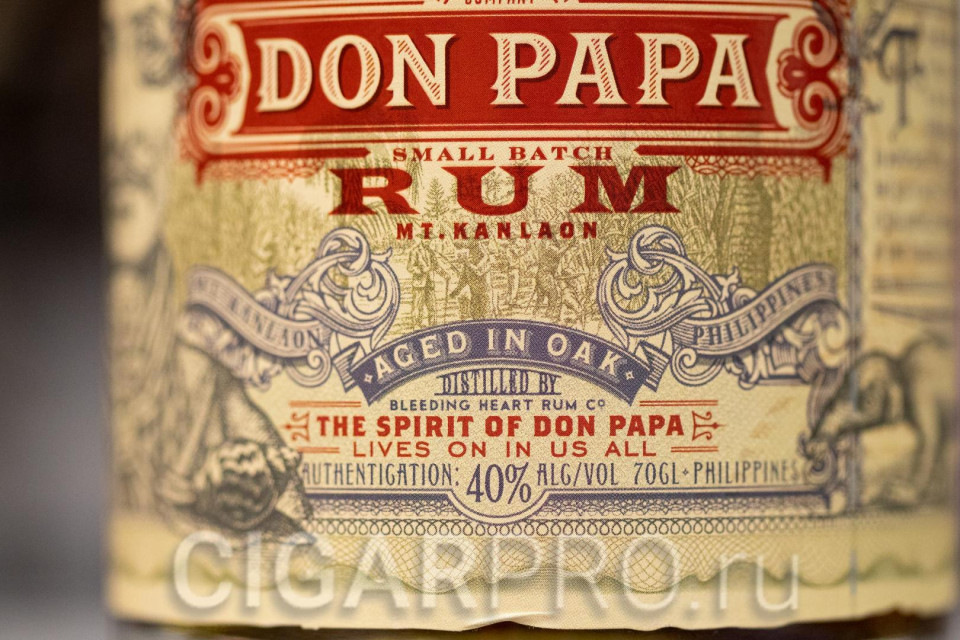 COMPANY
DON PAPA
SMALL BATCH
RUM
MT. KANLAON
MT KANLAON
PHILIPPINES
AGED IN OAK
DISTILLED BY
BLEEDING HEART RUM Cº
THE SPIRIT OF DON PAPA
LIVES ON IN US ALL
AUTHENTICATION: 40% ALC/VOL 70CL PHILIPPINES
CIGARPRO.ru